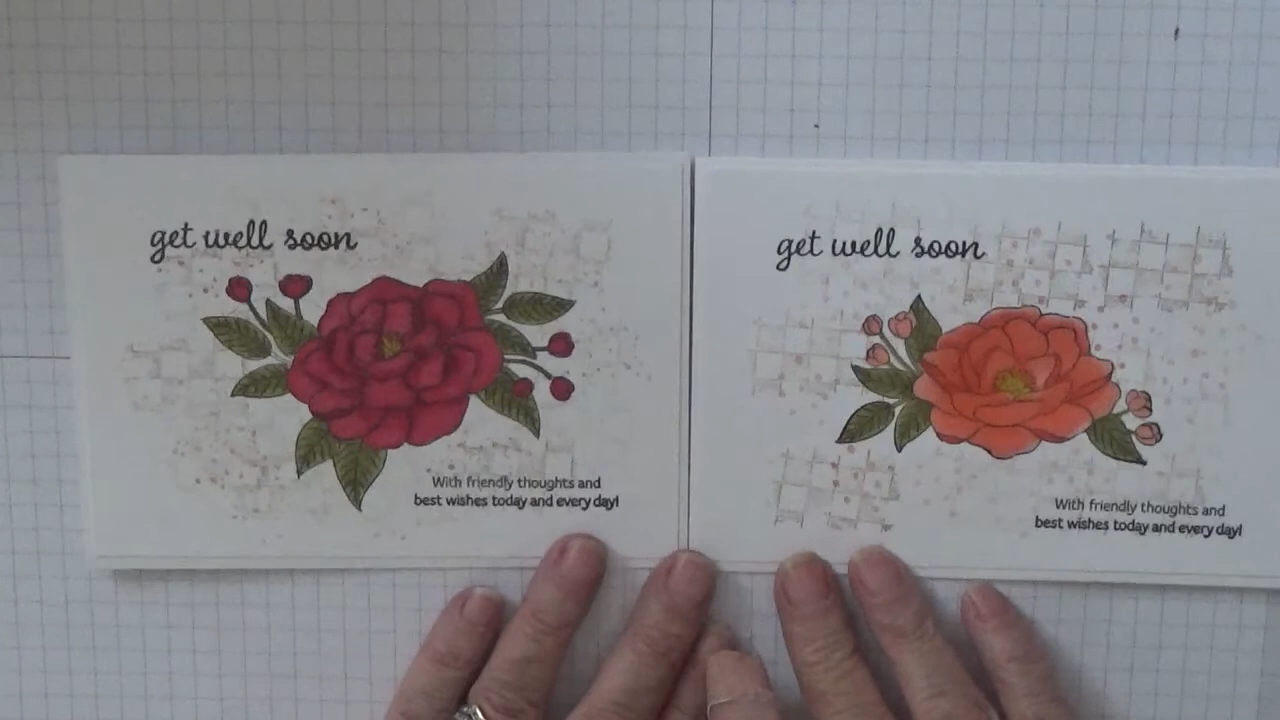 get well soon
With friendly thoughts and
best wishes today and every day!
get well soon
With friendly thoughts and
best wishes today and every day!